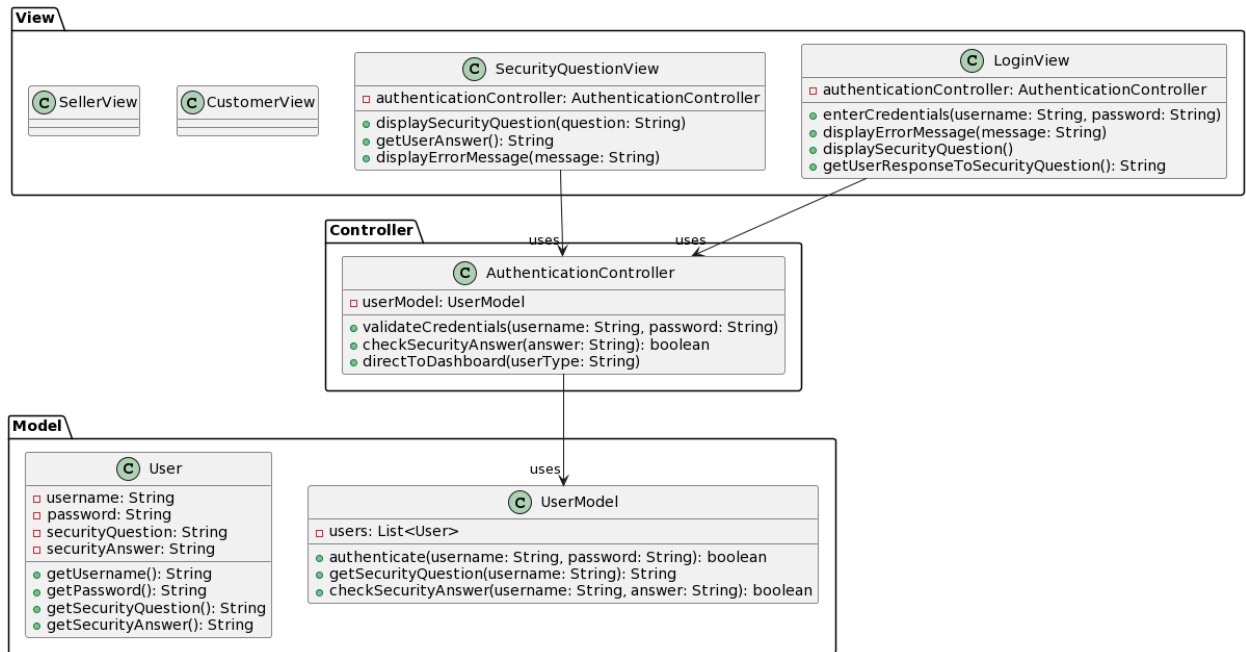 View
C SellerView
C CustomerView
C SecurityQuestionView
authenticationController: AuthenticationController
displaySecurityQuestion(question: String)
getUserAnswer(): String
displayErrorMessage(message: String)
C LoginView
authenticationController: AuthenticationController
enterCredentials(username: String, password: String)
displayErrorMessage(message: String)
displaySecurityQuestion()
getUserResponseToSecurityQuestion(): String
uses
uses
Controller
C AuthenticationController
userModel: UserModel
validateCredentials(username: String, password: String)
checkSecurityAnswer(answer: String): boolean
directToDashboard(userType: String)
uses
Model
C User
username: String
password: String
securityQuestion: String
securityAnswer: String
getUsername(): String
getPassword(): String
getSecurityQuestion(): String
getSecurityAnswer(): String
C UserModel
users: List<User>
authenticate(username: String, password: String): boolean
getSecurityQuestion(username: String): String
checkSecurityAnswer(username: String, answer: String): boolean